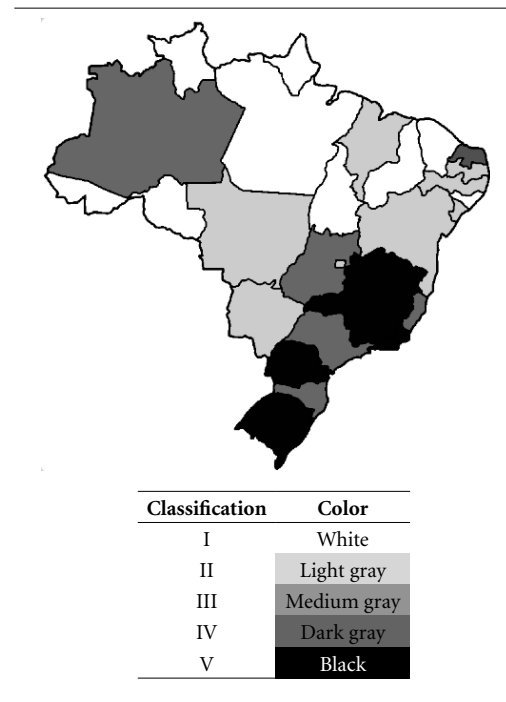 Classification Color
I White
II Light gray
III Medium gray
IV Dark gray
V Black